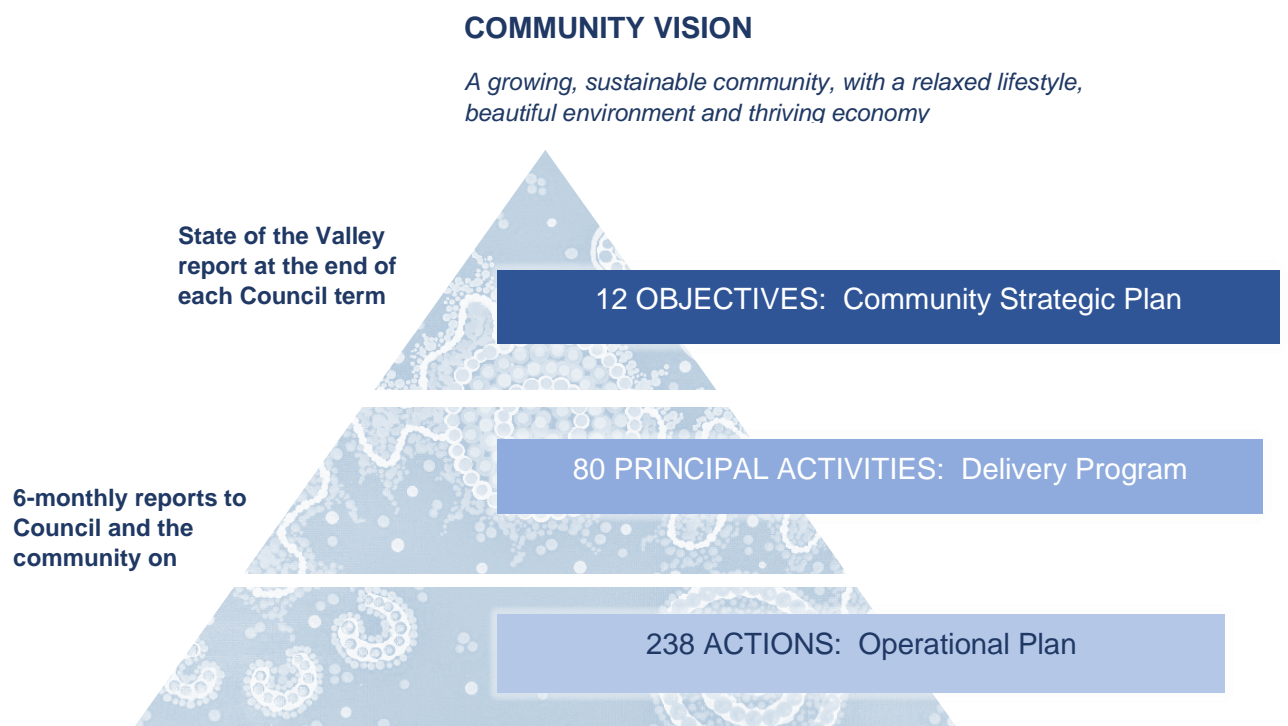 COMMUNITY VISION
A growing, sustainable community, with a relaxed lifestyle,
beautiful environment and thriving economy
State of the Valley
report at the end of
each Council term
12 OBJECTIVES: Community Strategic Plan
80 PRINCIPAL ACTIVITIES: Delivery Program
6-monthly reports to
Council and the
community on
238 ACTIONS: Operational Plan